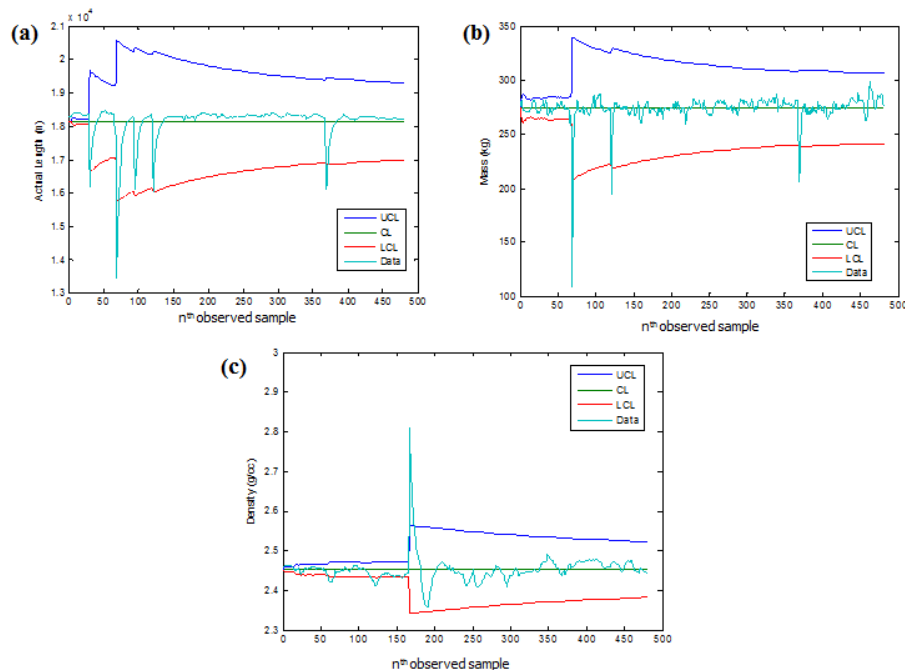 (a)
x 10⁴
2.1
2
1.9
1.8
1.7
1.6
1.5
1.4
1.3
Actual Length (ft)
0 50 100 150 200 250 300 350 400 450 500
nᵗʰ observed sample
UCL
CL
LCL
Data
(b)
350
300
250
200
150
100
Mass (kg)
0 50 100 150 200 250 300 350 400 450 500
nᵗʰ observed sample
UCL
CL
LCL
Data
(c)
3
2.9
2.8
2.7
2.6
2.5
2.4
2.3
Density (g/cc)
0 50 100 150 200 250 300 350 400 450 500
nᵗʰ observed sample
UCL
CL
LCL
Data